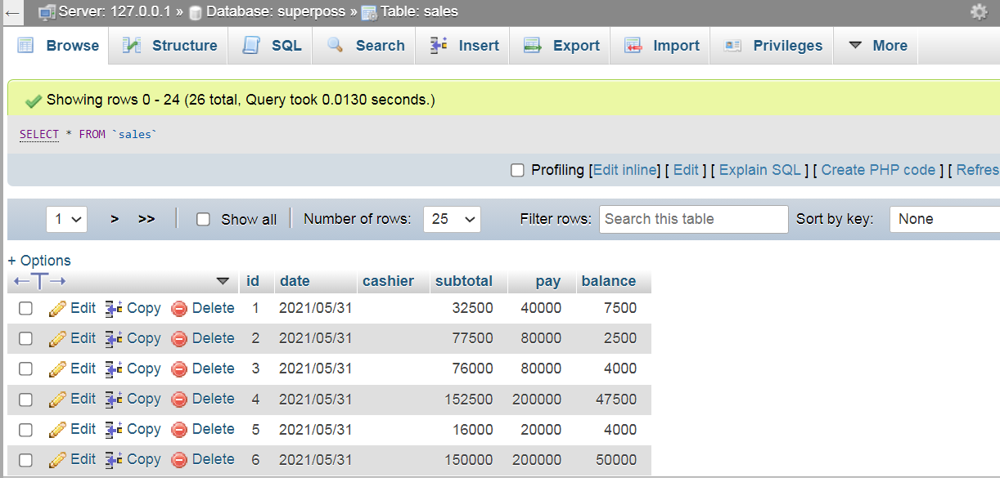 Server: 127.0.0.1 » Database: superposs » Table: sales
Browse Structure SQL Search Insert Export Import Privileges More
Showing rows 0 - 24 (26 total, Query took 0.0130 seconds.)
SELECT * FROM `sales`
Profiling [Edit inline] [ Edit ] [ Explain SQL ] [ Create PHP code ] [ Refres
1 > >> Show all Number of rows: 25 Filter rows: Search this table Sort by key: None
+ Options
←T→ id date cashier subtotal pay balance
Edit Copy Delete 1 2021/05/31 32500 40000 7500
Edit Copy Delete 2 2021/05/31 77500 80000 2500
Edit Copy Delete 3 2021/05/31 76000 80000 4000
Edit Copy Delete 4 2021/05/31 152500 200000 47500
Edit Copy Delete 5 2021/05/31 16000 20000 4000
Edit Copy Delete 6 2021/05/31 150000 200000 50000